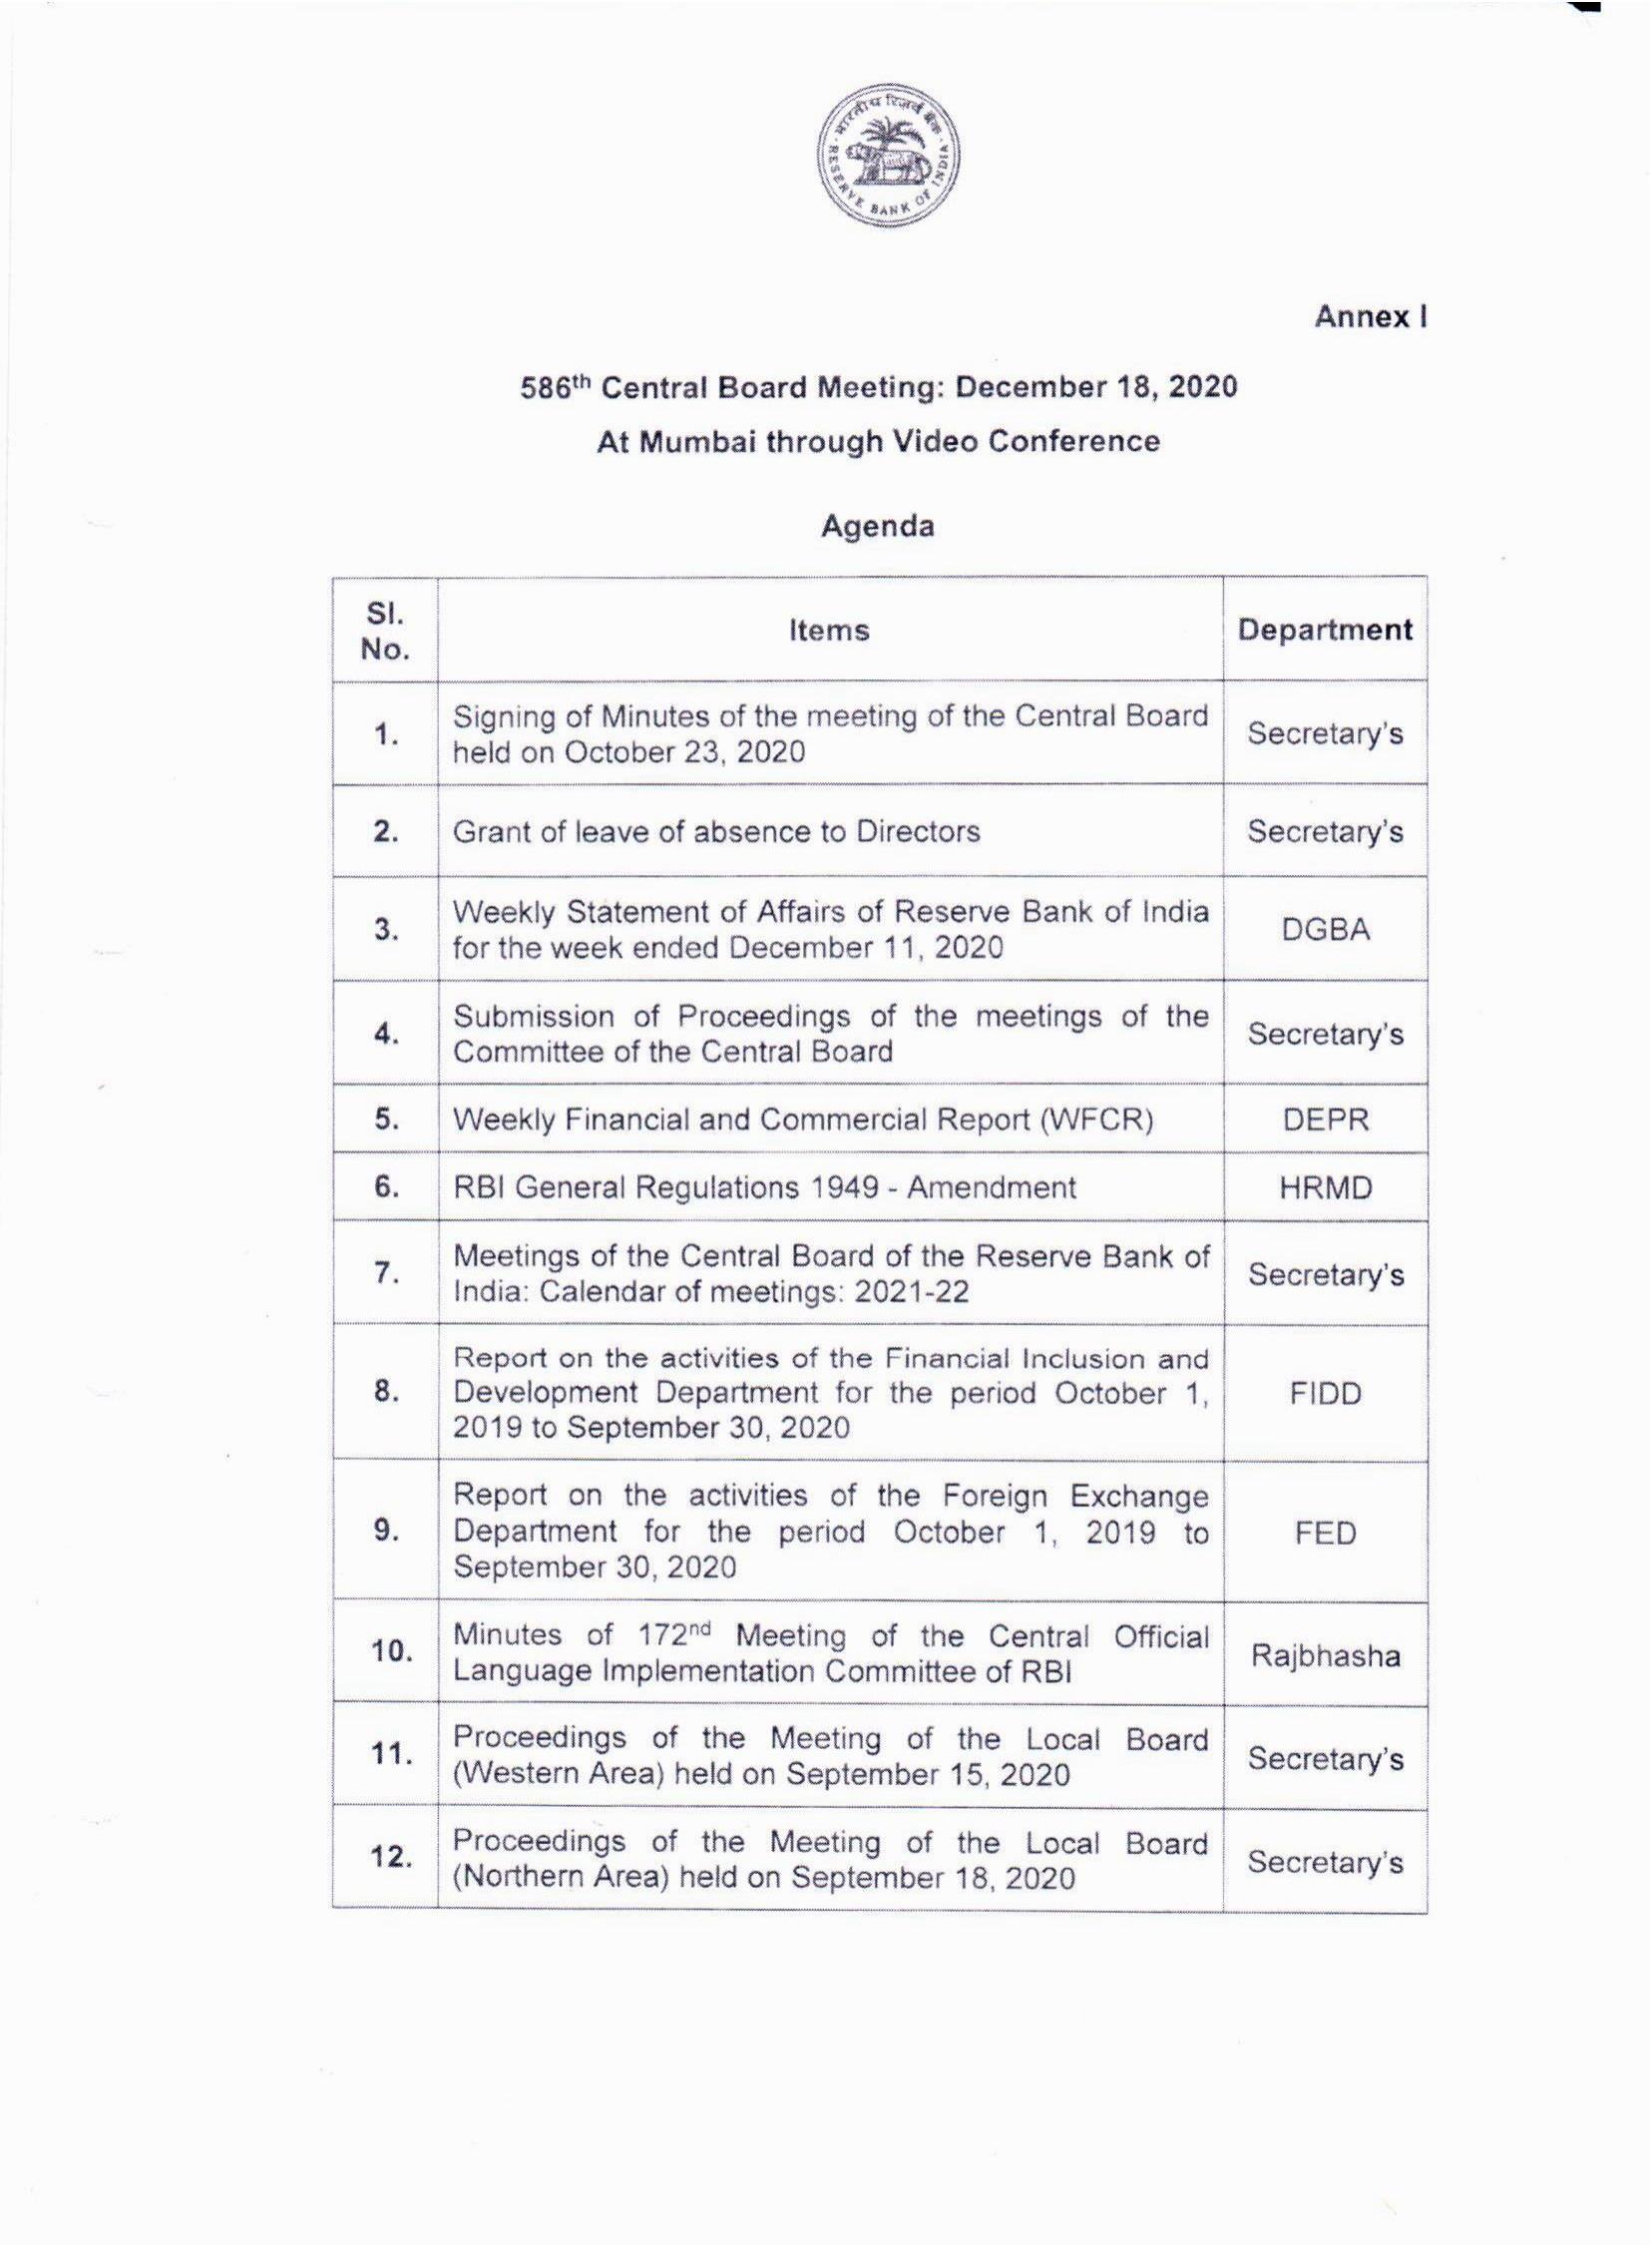 भारतीय रिज़र्व बैंक
RESERVE BANK OF INDIA
Annex I
586th Central Board Meeting: December 18, 2020
At Mumbai through Video Conference
Agenda
Sl. No. Items Department
1. Signing of Minutes of the meeting of the Central Board Secretary's
held on October 23, 2020
2. Grant of leave of absence to Directors Secretary's
3. Weekly Statement of Affairs of Reserve Bank of India DGBA
for the week ended December 11, 2020
4. Submission of Proceedings of the meetings of the Secretary's
Committee of the Central Board
5. Weekly Financial and Commercial Report (WFCR) DEPR
6. RBI General Regulations 1949 - Amendment HRMD
7. Meetings of the Central Board of the Reserve Bank of Secretary's
India: Calendar of meetings: 2021-22
8. Report on the activities of the Financial Inclusion and FIDD
Development Department for the period October 1,
2019 to September 30, 2020
9. Report on the activities of the Foreign Exchange FED
Department for the period October 1, 2019 to
September 30, 2020
10. Minutes of 172nd Meeting of the Central Official Rajbhasha
Language Implementation Committee of RBI
11. Proceedings of the Meeting of the Local Board Secretary's
(Western Area) held on September 15, 2020
12. Proceedings of the Meeting of the Local Board Secretary's
(Northern Area) held on September 18, 2020